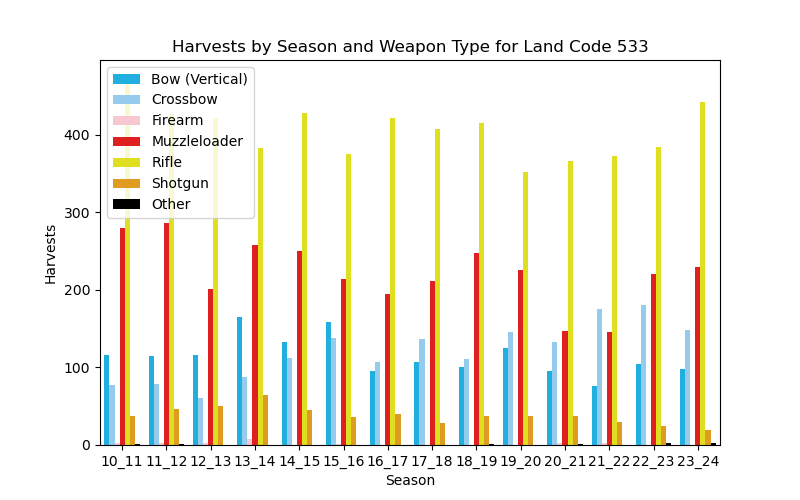 Harvests by Season and Weapon Type for Land Code 533
Bow (Vertical)
Crossbow
Firearm
Muzzleloader
Rifle
Shotgun
Other
400
300
200
100
0
Harvests
10_11 11_12 12_13 13_14 14_15 15_16 16_17 17_18 18_19 19_20 20_21 21_22 22_23 23_24
Season